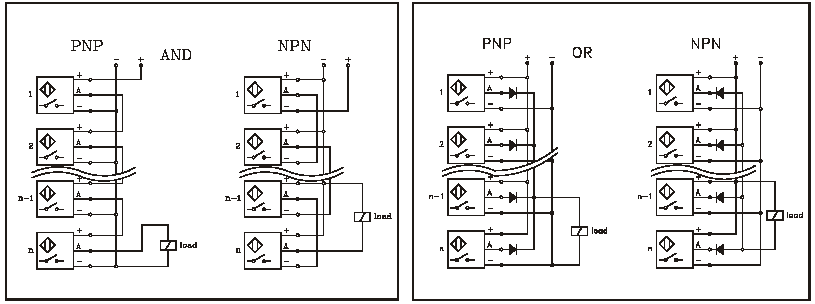 PNP AND NPN
− + − +
1 + A − 1 + A −
2 + A − 2 + A −
n-1 + A − n-1 + A −
n + A − load n + A − load
PNP OR NPN
+ − + −
1 + A − 1 + A −
2 + A − 2 + A −
n-1 + A − n-1 + A − load
n + A − load n + A −